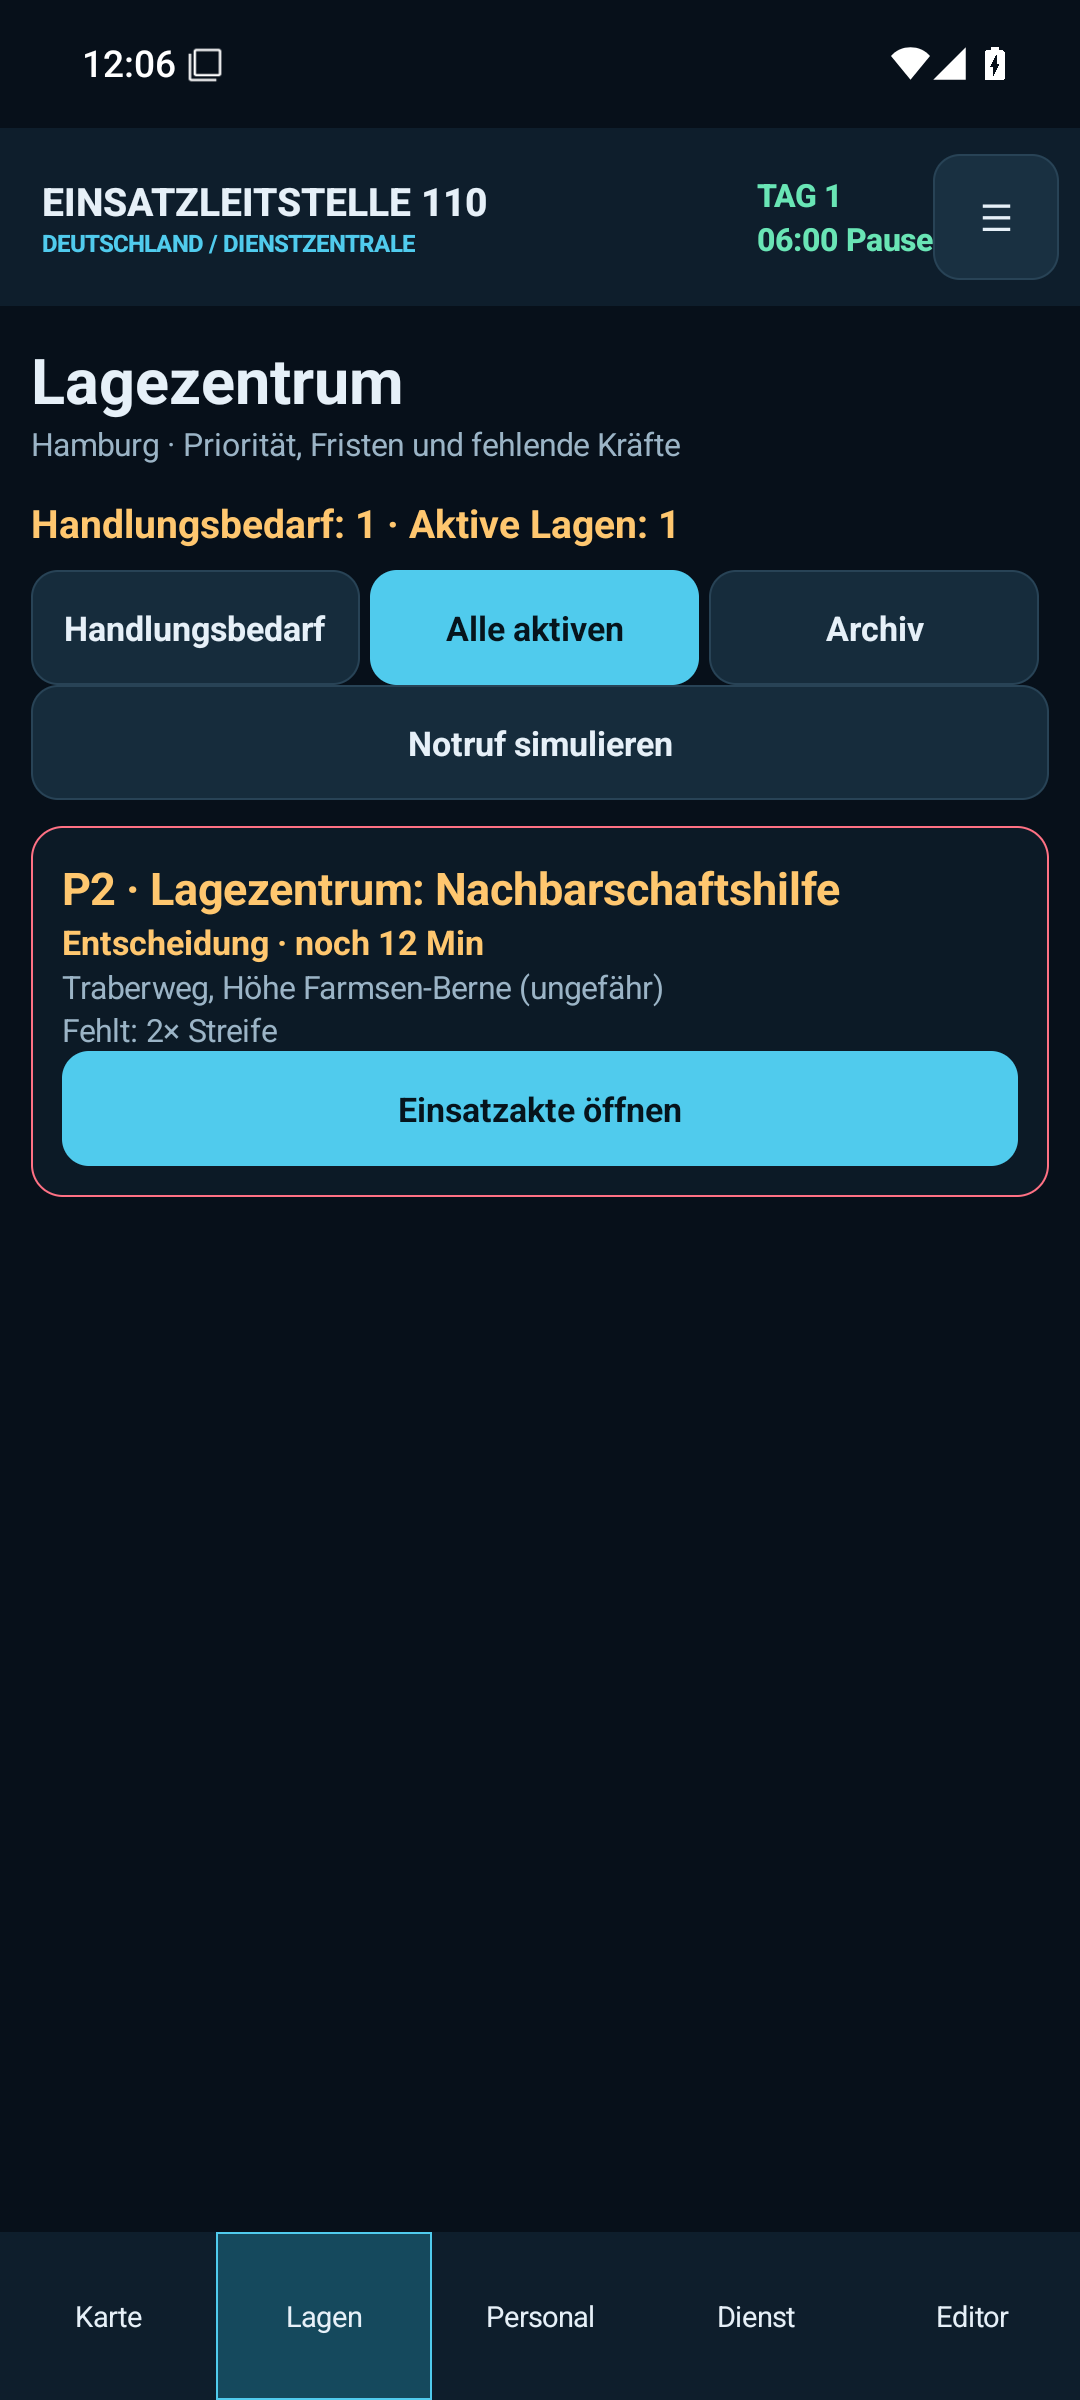 12:06
EINSATZLEITSTELLE 110
DEUTSCHLAND / DIENSTZENTRALE
TAG 1
06:00 Pause
Lagezentrum
Hamburg · Priorität, Fristen und fehlende Kräfte
Handlungsbedarf: 1 · Aktive Lagen: 1
Handlungsbedarf
Alle aktiven
Archiv
Notruf simulieren
P2 · Lagezentrum: Nachbarschaftshilfe
Entscheidung · noch 12 Min
Traberweg, Höhe Farmsen-Berne (ungefähr)
Fehlt: 2× Streife
Einsatzakte öffnen
Karte
Lagen
Personal
Dienst
Editor